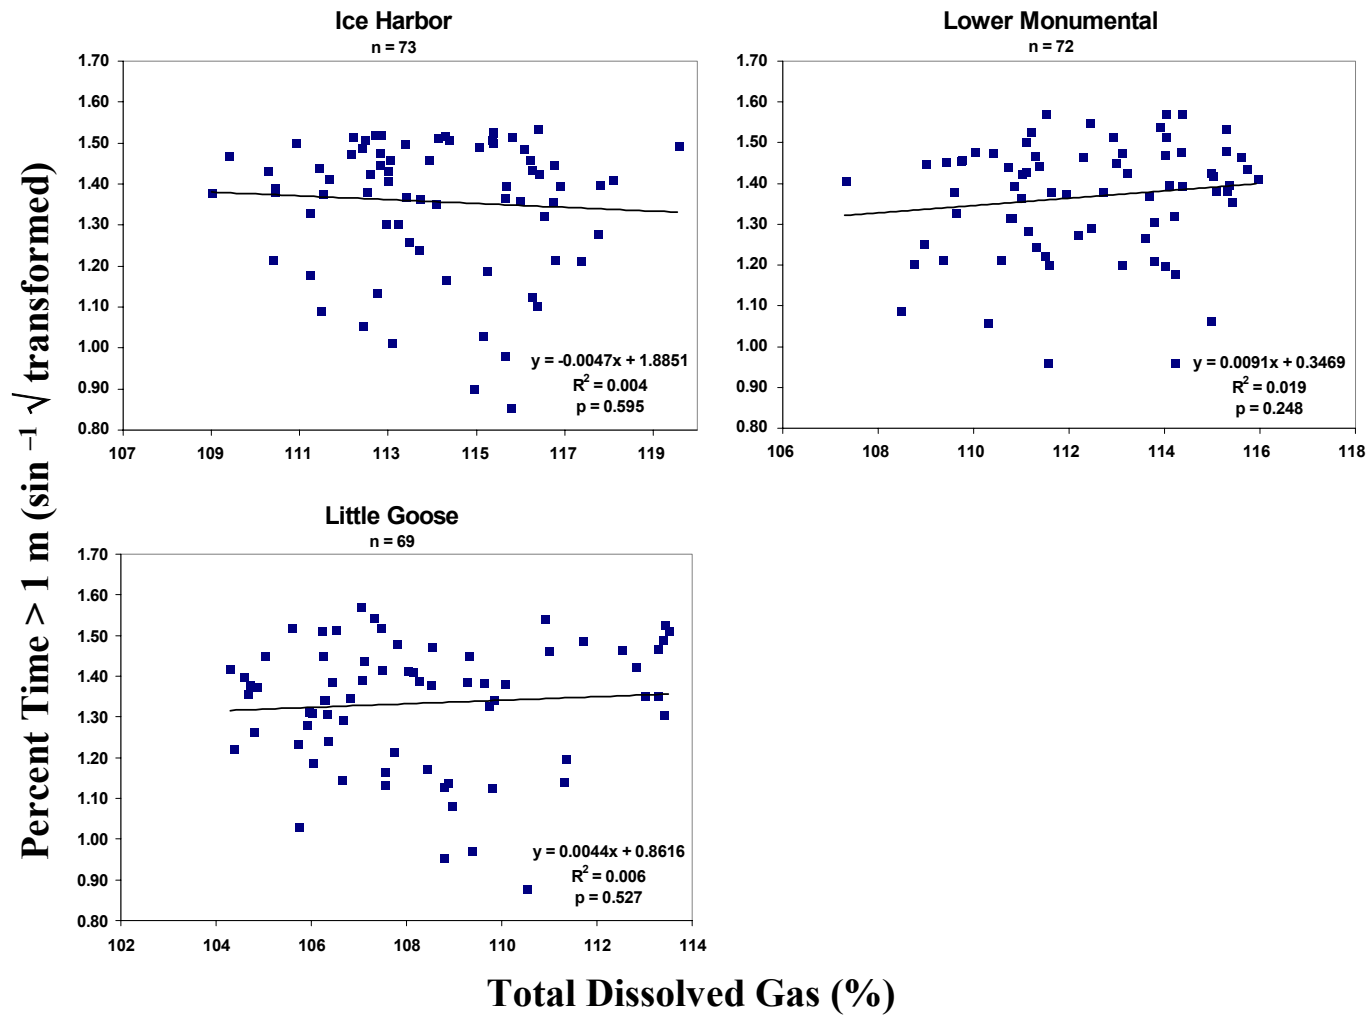 Ice Harbor
n = 73
1.70
1.60
1.50
1.40
1.30
1.20
1.10
1.00
0.90
0.80
107 109 111 113 115 117 119
y = -0.0047x + 1.8851
R² = 0.004
p = 0.595
Lower Monumental
n = 72
1.70
1.60
1.50
1.40
1.30
1.20
1.10
1.00
0.90
0.80
106 108 110 112 114 116 118
y = 0.0091x + 0.3469
R² = 0.019
p = 0.248
Little Goose
n = 69
1.70
1.60
1.50
1.40
1.30
1.20
1.10
1.00
0.90
0.80
102 104 106 108 110 112 114
y = 0.0044x + 0.8616
R² = 0.006
p = 0.527
Percent Time > 1 m (sin⁻¹ √ transformed)
Total Dissolved Gas (%)